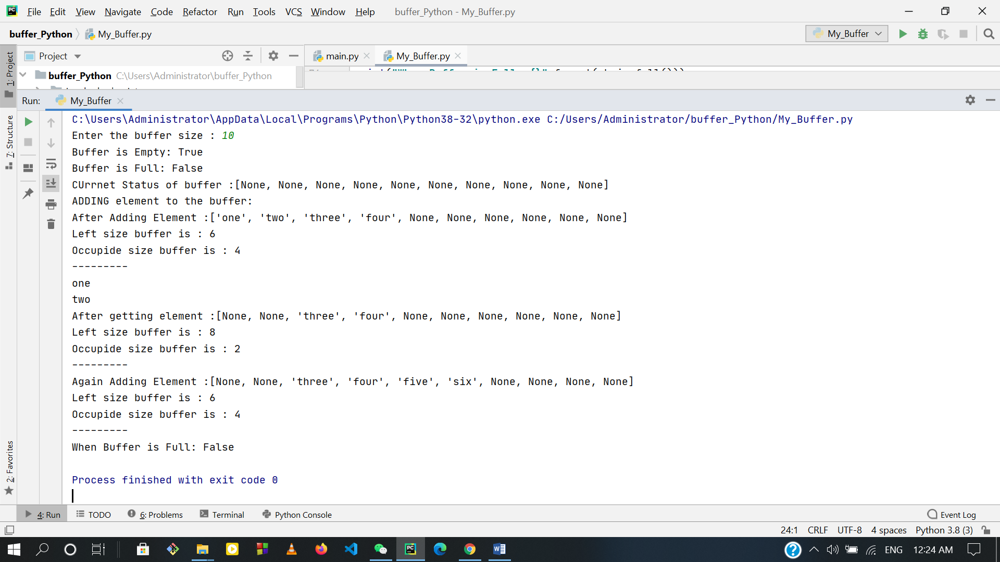 File Edit View Navigate Code Refactor Run Tools VCS Window Help buffer_Python - My_Buffer.py
buffer_Python My_Buffer.py My_Buffer
Project main.py My_Buffer.py
1: Project
buffer_Python C:\Users\Administrator\buffer_Python
Run: My_Buffer
7: Structure
C:\Users\Administrator\AppData\Local\Programs\Python\Python38-32\python.exe C:/Users/Administrator/buffer_Python/My_Buffer.py
Enter the buffer size : 10
Buffer is Empty: True
Buffer is Full: False
CUrrnet Status of buffer :[None, None, None, None, None, None, None, None, None, None]
ADDING element to the buffer:
After Adding Element :['one', 'two', 'three', 'four', None, None, None, None, None, None]
Left size buffer is : 6
Occupide size buffer is : 4
---------
one
two
After getting element :[None, None, 'three', 'four', None, None, None, None, None, None]
Left size buffer is : 8
Occupide size buffer is : 2
---------
Again Adding Element :[None, None, 'three', 'four', 'five', 'six', None, None, None, None]
Left size buffer is : 6
Occupide size buffer is : 4
---------
When Buffer is Full: False
Process finished with exit code 0
2: Favorites
4: Run TODO 6: Problems Terminal Python Console Event Log
24:1 CRLF UTF-8 4 spaces Python 3.8 (3)
ENG 12:24 AM